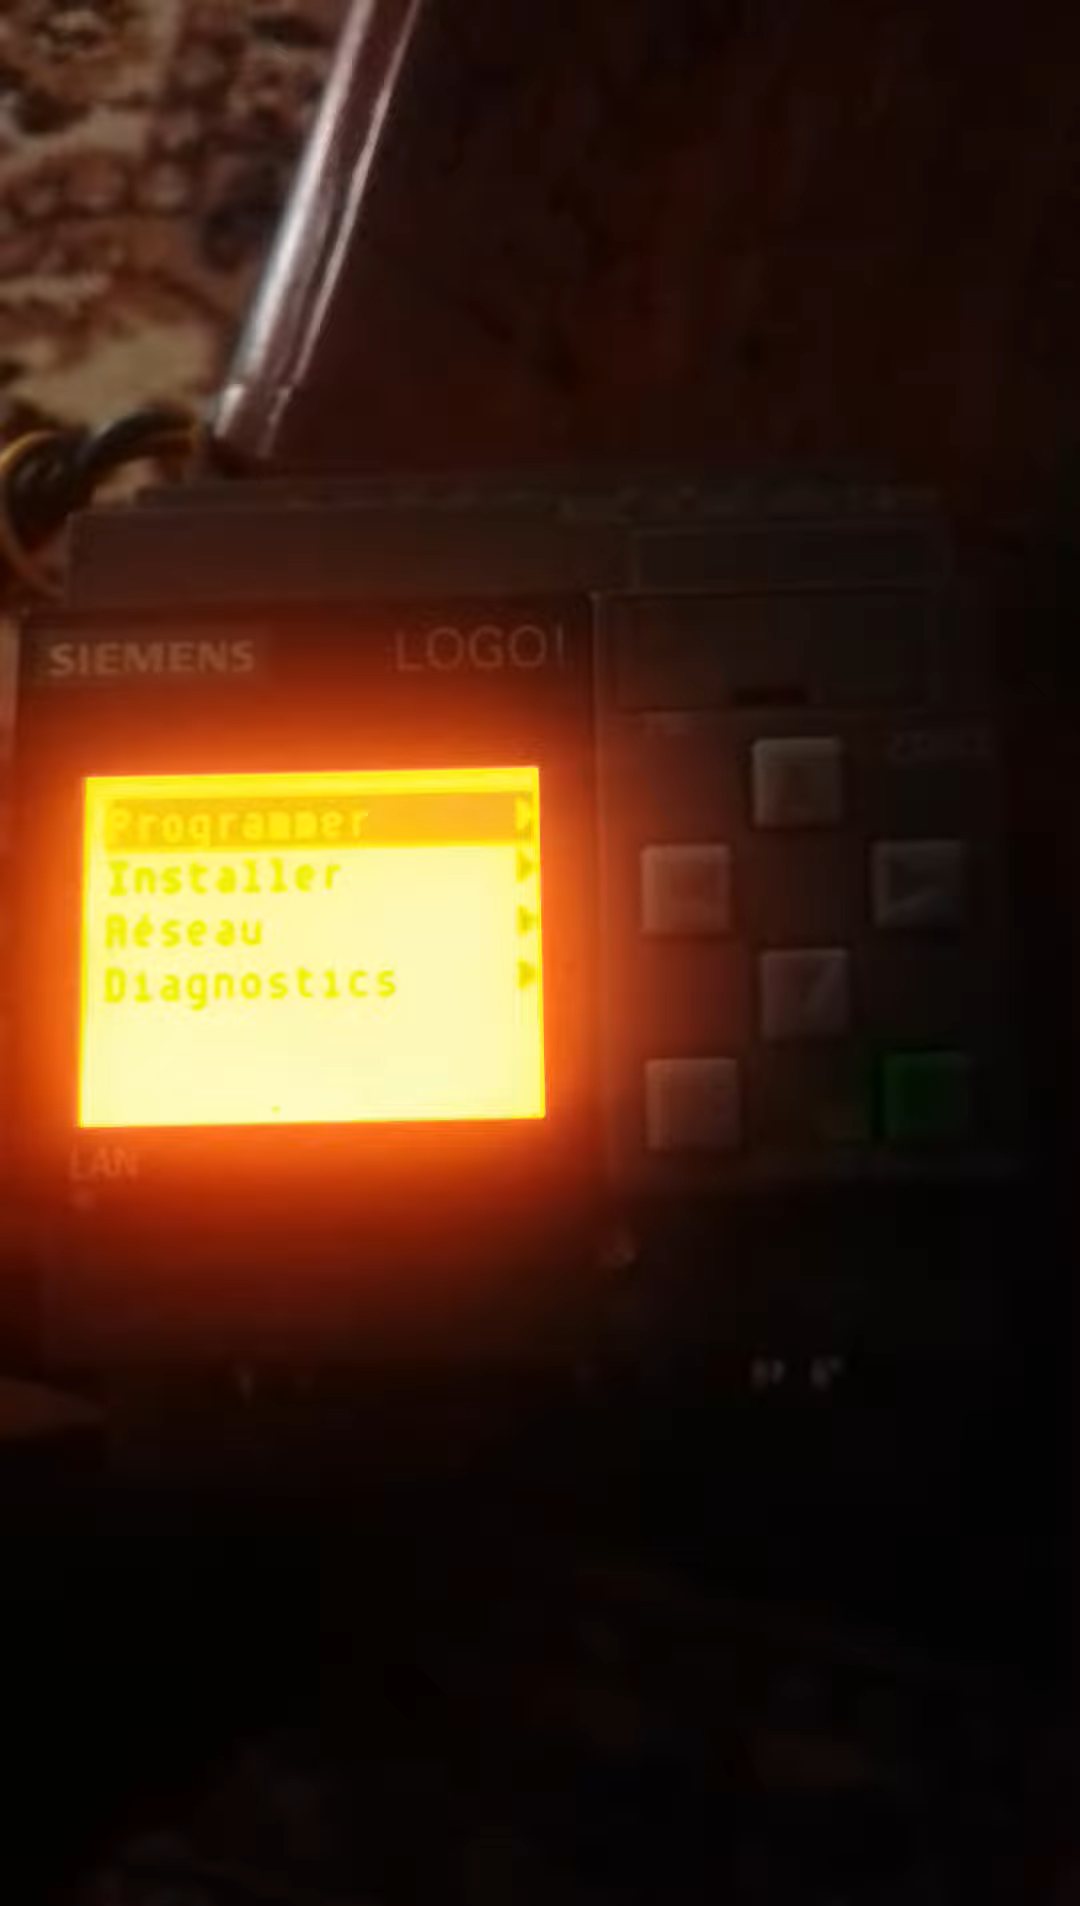 SIEMENS
LOGO!
Programmer
Installer
Réseau
Diagnostics
LAN